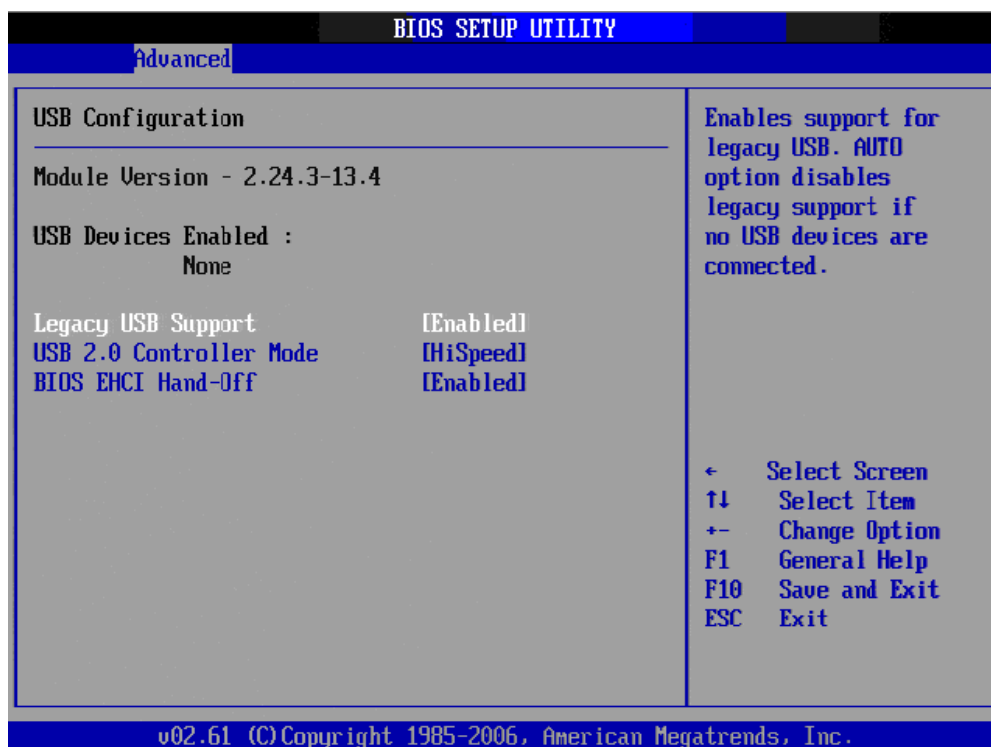 BIOS SETUP UTILITY
Advanced
USB Configuration
Module Version - 2.24.3-13.4
USB Devices Enabled :
None
Legacy USB Support [Enabled]
USB 2.0 Controller Mode [HiSpeed]
BIOS EHCI Hand-Off [Enabled]
Enables support for
legacy USB. AUTO
option disables
legacy support if
no USB devices are
connected.
← Select Screen
↑↓ Select Item
+- Change Option
F1 General Help
F10 Save and Exit
ESC Exit
v02.61 (C)Copyright 1985-2006, American Megatrends, Inc.